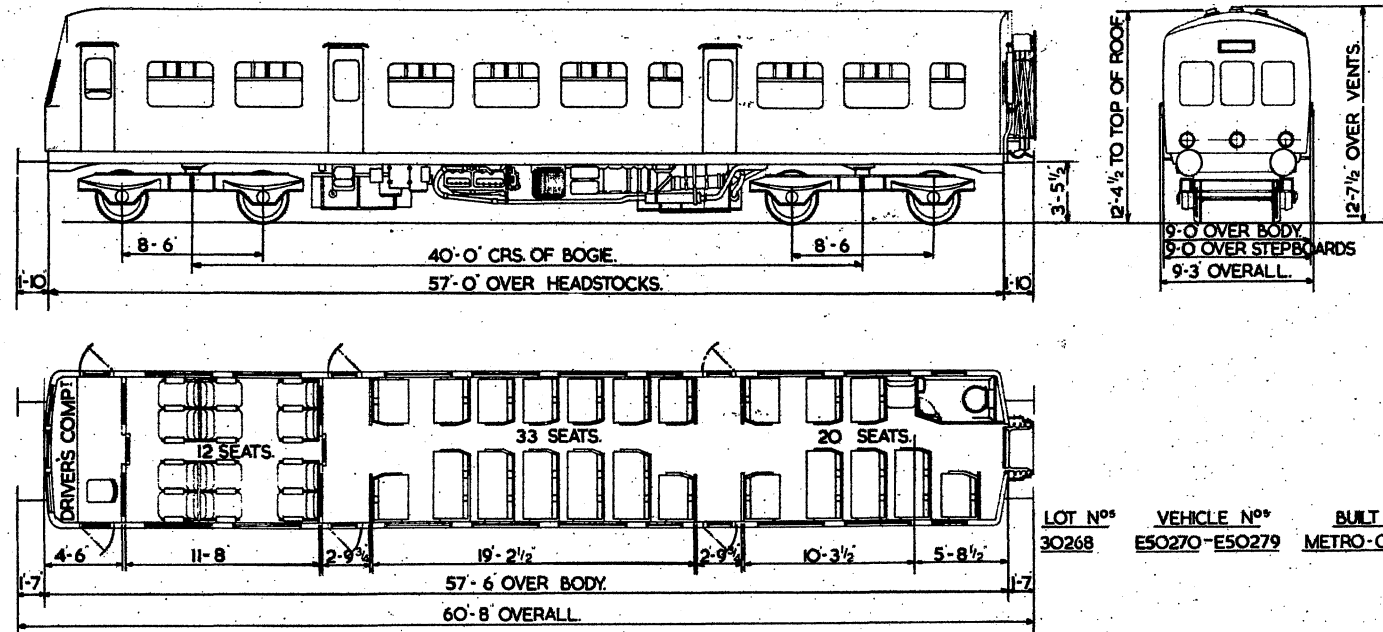 12'-4½" TO TOP OF ROOF.
12'-7½" OVER VENTS.
3'-5½"
8'-6"
40'-0" CRS. OF BOGIE.
8'-6"
1'-10"
57'-0" OVER HEADSTOCKS.
1'-10"
9'-0" OVER BODY.
9'-0 OVER STEPBOARDS
9'-3" OVERALL.
DRIVERS COMPT
12 SEATS.
33 SEATS.
20 SEATS.
4'-6"
11'-8"
2'-9¾"
19'-2½"
2'-9¾"
10'-3½"
5'-8½"
1'-7"
57'-6" OVER BODY.
1'-7
60'-8" OVERALL.
LOT Nos VEHICLE Nos BUILT
30268 E50270-E50279 METRO-C